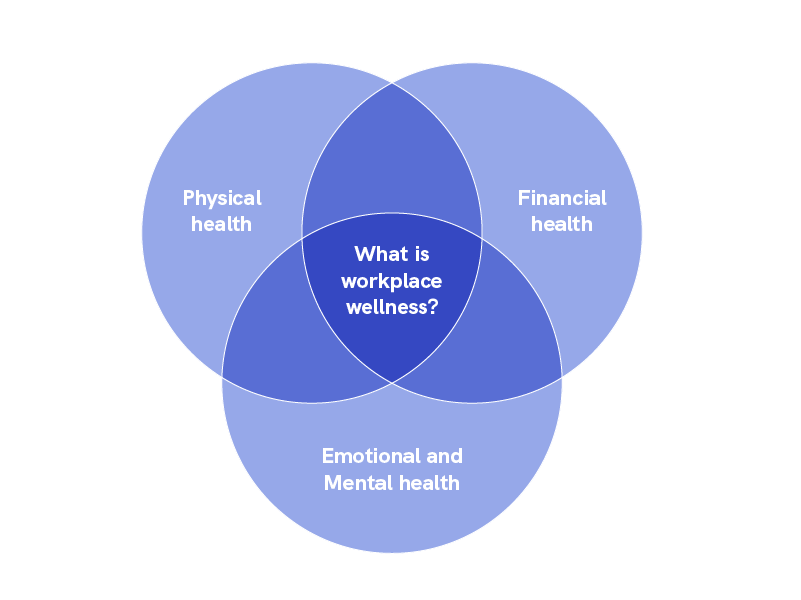 Physical
health
Financial
health
What is
workplace
wellness?
Emotional and
Mental health